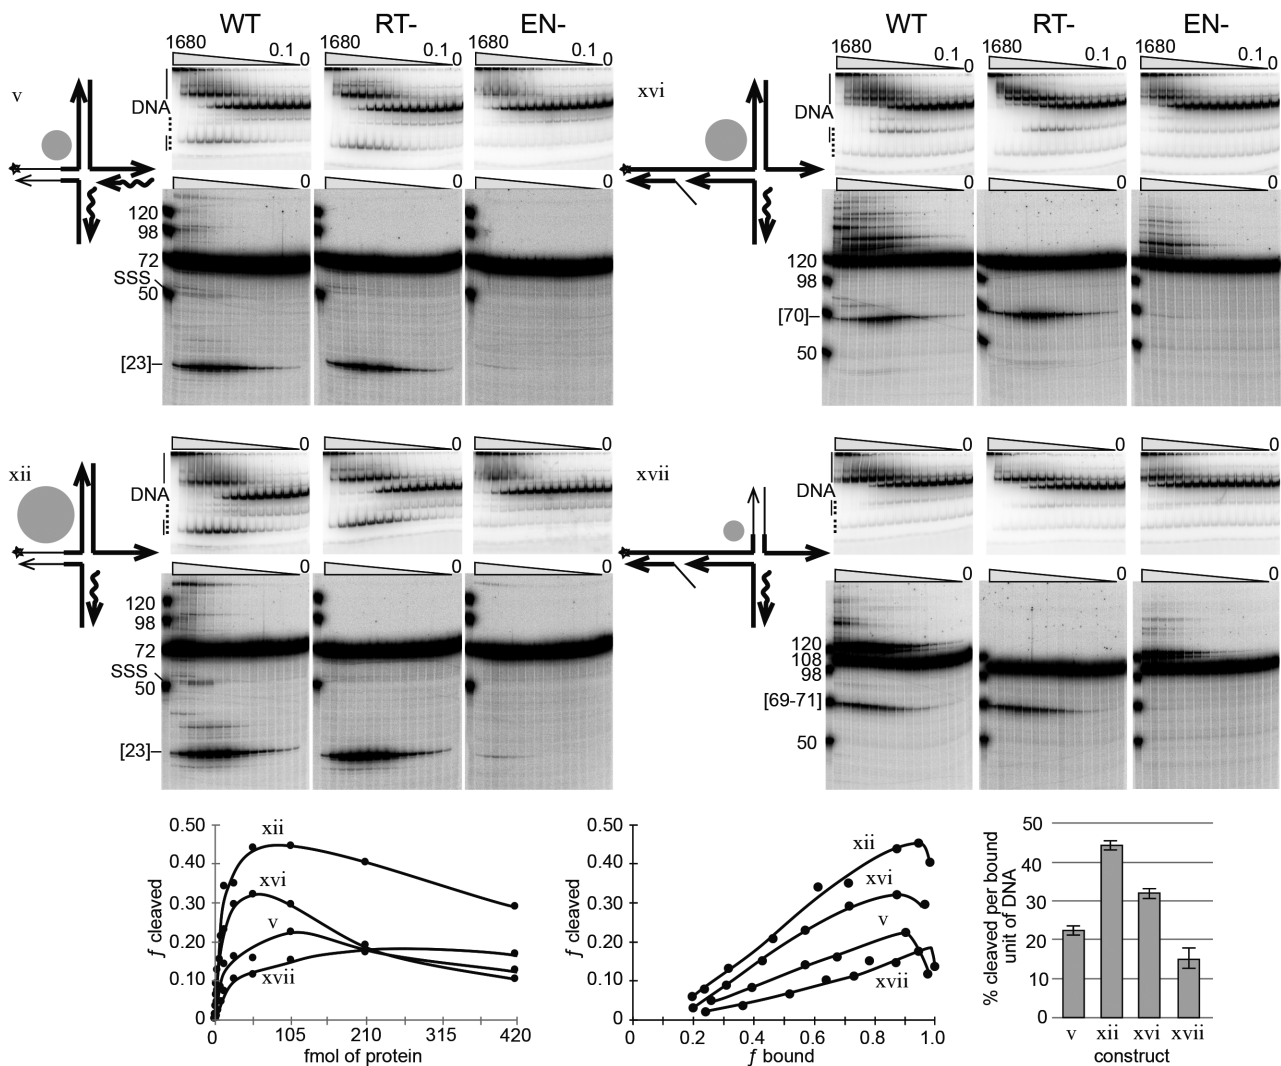 WT RT- EN-
1680 0.1 0 1680 0.1 0 1680 0.1 0
v
DNA
0 0 0
120
98
72
SSS
50
[23]
WT RT- EN-
1680 0.1 0 1680 0.1 0 1680 0.1 0
xvi
DNA
0 0 0
120
98
[70]
50
xii
0 0 0
DNA
0 0 0
120
98
72
SSS
50
[23]
xvii
0 0 0
DNA
0 0 0
120
108
98
[69-71]
50
0.50
0.40
0.30
0.20
0.10
0
ƒ cleaved
xii
xvi
v
xvii
0 105 210 315 420
fmol of protein
0.50
0.40
0.30
0.20
0.10
0
ƒ cleaved
xii
xvi
v
xvii
0 0.2 0.4 0.6 0.8 1.0
ƒ bound
50
40
30
20
10
0
% cleaved per bound
unit of DNA
v xii xvi xvii
construct